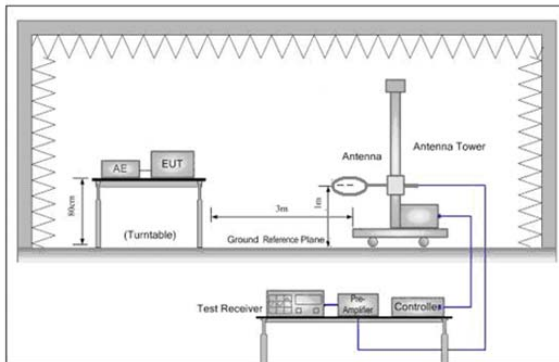 AE
EUT
80cm
(Turntable)
3m
1m
Antenna
Antenna Tower
Ground Reference Plane
Test Receiver
Pre-
Amplifier
Controller